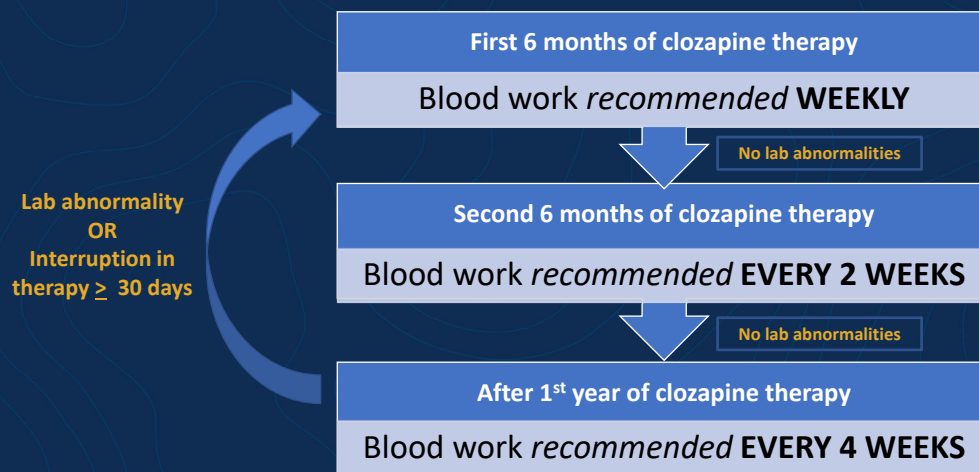 First 6 months of clozapine therapy
Blood work recommended WEEKLY
No lab abnormalities
Lab abnormality
OR
Interruption in
therapy ≥ 30 days
Second 6 months of clozapine therapy
Blood work recommended EVERY 2 WEEKS
No lab abnormalities
After 1st year of clozapine therapy
Blood work recommended EVERY 4 WEEKS